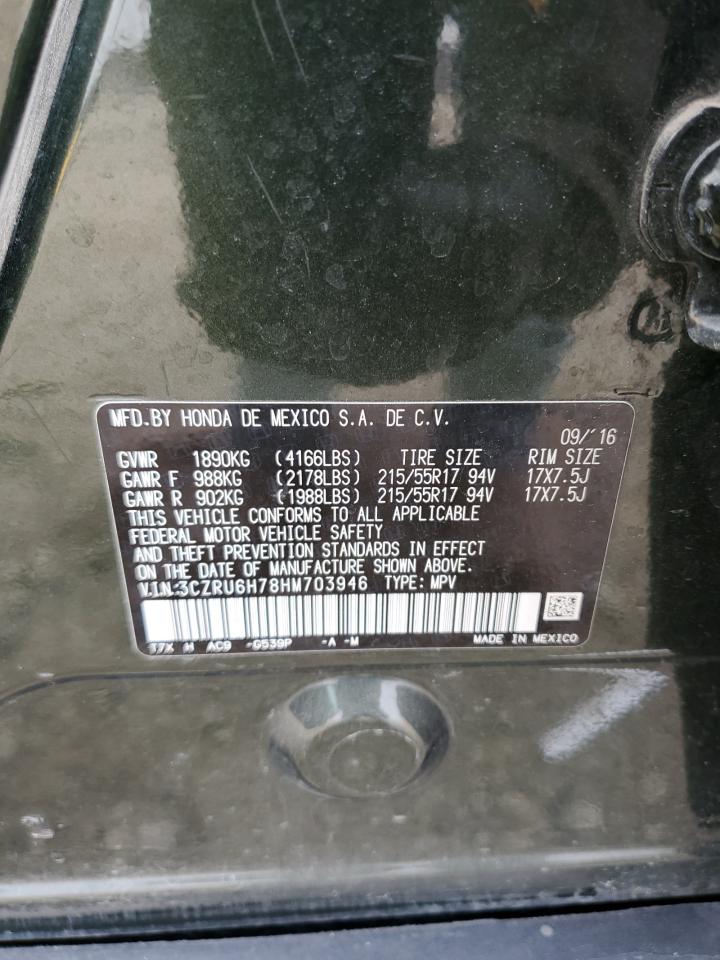 MFD.BY HONDA DE MEXICO S.A. DE C.V.
09/'16
GVWR 1890KG (4166LBS) TIRE SIZE RIM SIZE
GAWR F 988KG (2178LBS) 215/55R17 94V 17X7.5J
GAWR R 902KG (1988LBS) 215/55R17 94V 17X7.5J
THIS VEHICLE CONFORMS TO ALL APPLICABLE
FEDERAL MOTOR VEHICLE SAFETY
AND THEFT PREVENTION STANDARDS IN EFFECT
ON THE DATE OF MANUFACTURE SHOWN ABOVE.
V.I.N:3CZRU6H78HM703946 TYPE: MPV
T7X H AC9 -G539P -A -M MADE IN MEXICO